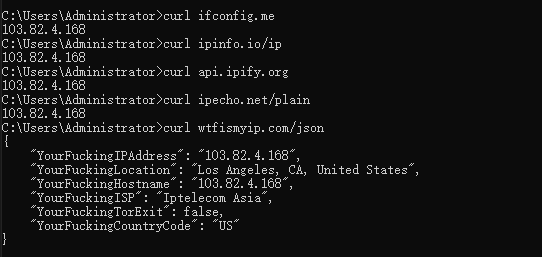 C:\Users\Administrator>curl ifconfig.me
103.82.4.168
C:\Users\Administrator>curl ipinfo.io/ip
103.82.4.168
C:\Users\Administrator>curl api.ipify.org
103.82.4.168
C:\Users\Administrator>curl ipecho.net/plain
103.82.4.168
C:\Users\Administrator>curl wtfismyip.com/json
{
    "YourFuckingIPAddress": "103.82.4.168",
    "YourFuckingLocation": "Los Angeles, CA, United States",
    "YourFuckingHostname": "103.82.4.168",
    "YourFuckingISP": "Iptelecom Asia",
    "YourFuckingTorExit": false,
    "YourFuckingCountryCode": "US"
}